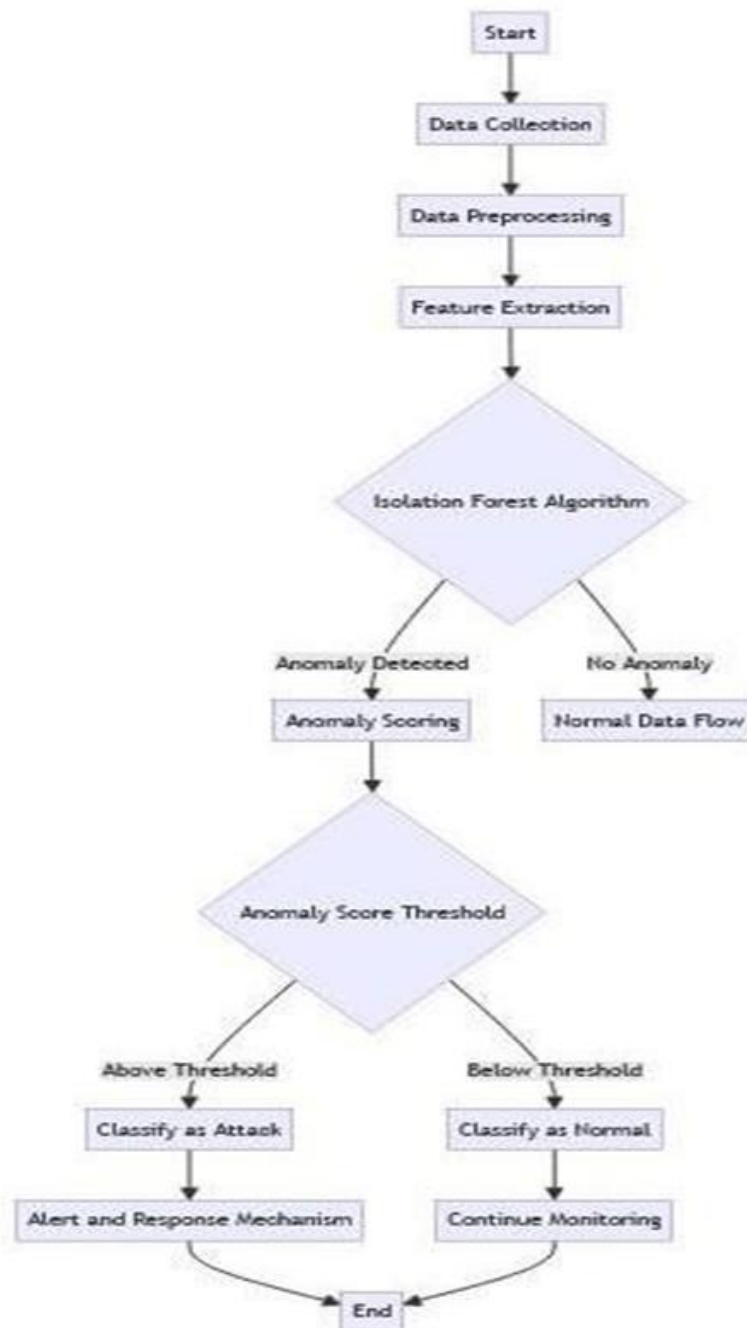 Start
Data Collection
Data Preprocessing
Feature Extraction
Isolation Forest Algorithm
Anomaly Detected
No Anomaly
Anomaly Scoring
Normal Data Flow
Anomaly Score Threshold
Above Threshold
Below Threshold
Classify as Attack
Classify as Normal
Alert and Response Mechanism
Continue Monitoring
End